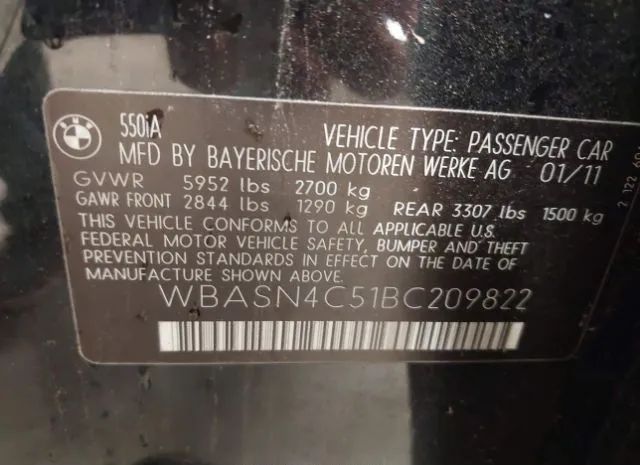 BMW
550iA
VEHICLE TYPE: PASSENGER CAR
MFD BY BAYERISCHE MOTOREN WERKE AG 01/11
GVWR 5952 lbs 2700 kg
GAWR FRONT 2844 lbs 1290 kg REAR 3307 lbs 1500 kg
THIS VEHICLE CONFORMS TO ALL APPLICABLE U.S.
FEDERAL MOTOR VEHICLE SAFETY, BUMPER AND THEFT
PREVENTION STANDARDS IN EFFECT ON THE DATE OF
MANUFACTURE SHOWN ABOVE.
WBASN4C51BC209822